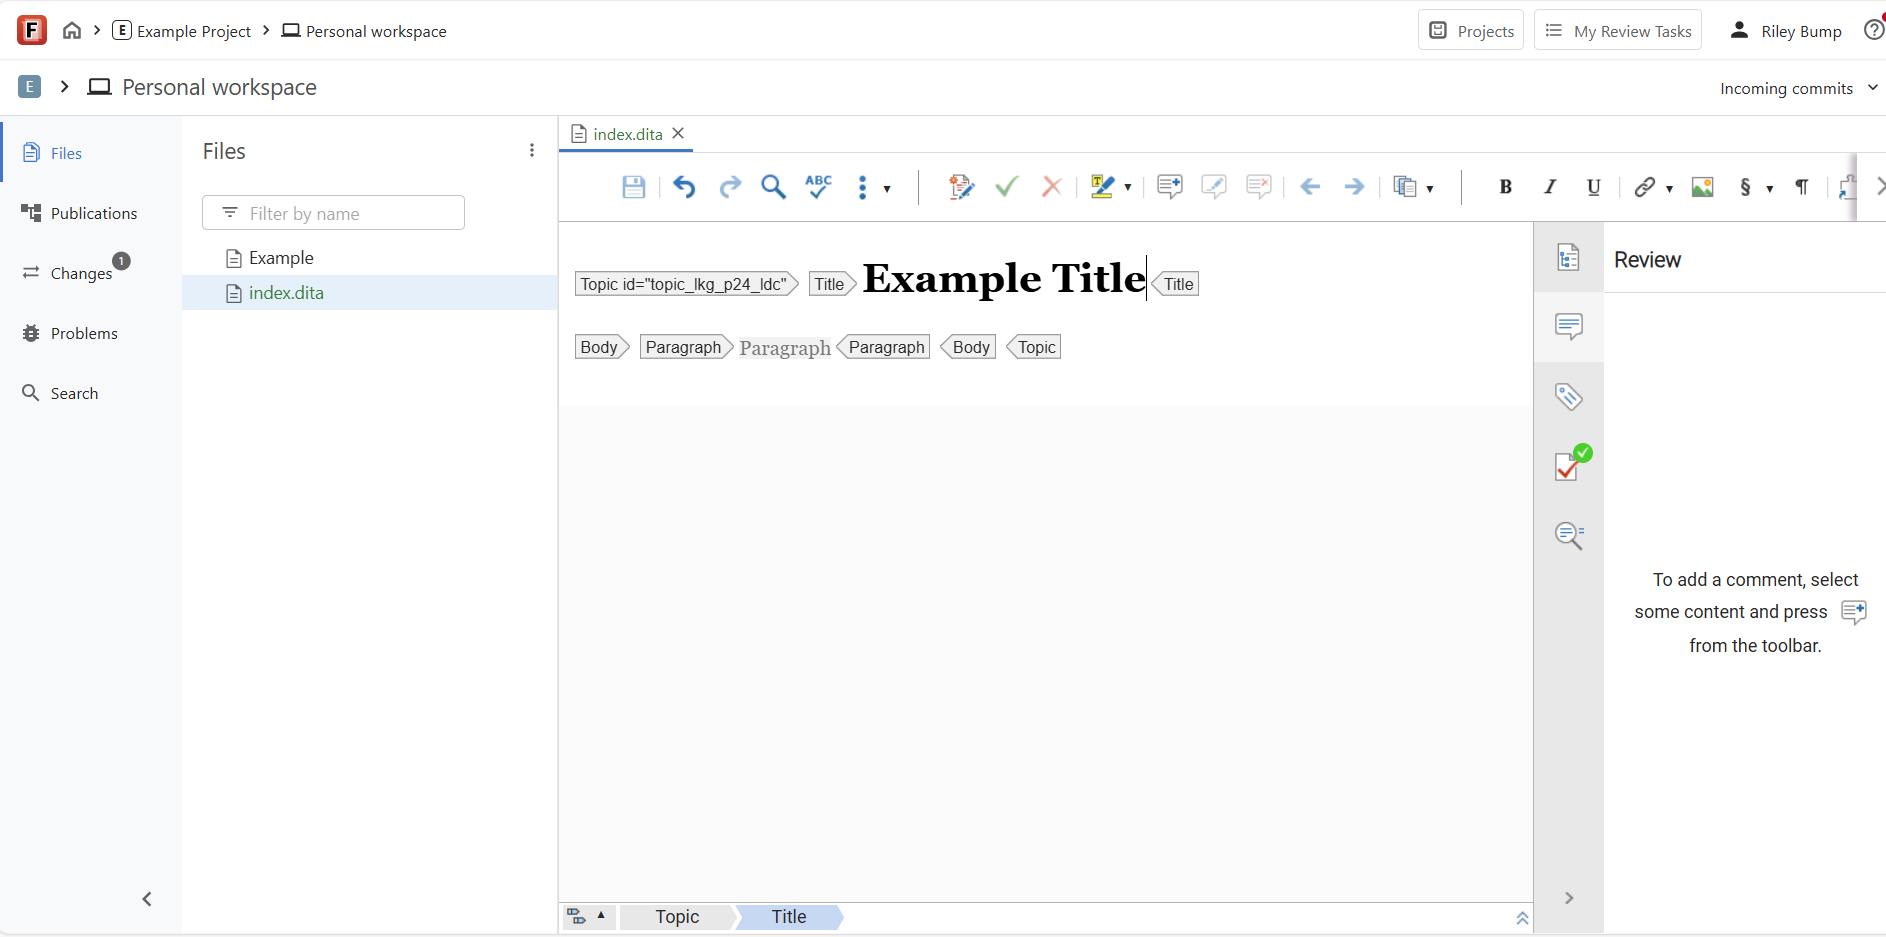 F
E Example Project Personal workspace
Projects
My Review Tasks
Riley Bump
E Personal workspace
Incoming commits
Files
Publications
Changes 1
Problems
Search
Files
Filter by name
Example
index.dita
index.dita
ABC
T
B I U
§ ¶
Topic id="topic_lkg_p24_ldc" Title Example Title Title
Body Paragraph Paragraph Paragraph Body Topic
Review
To add a comment, select
some content and press
from the toolbar.
Topic Title